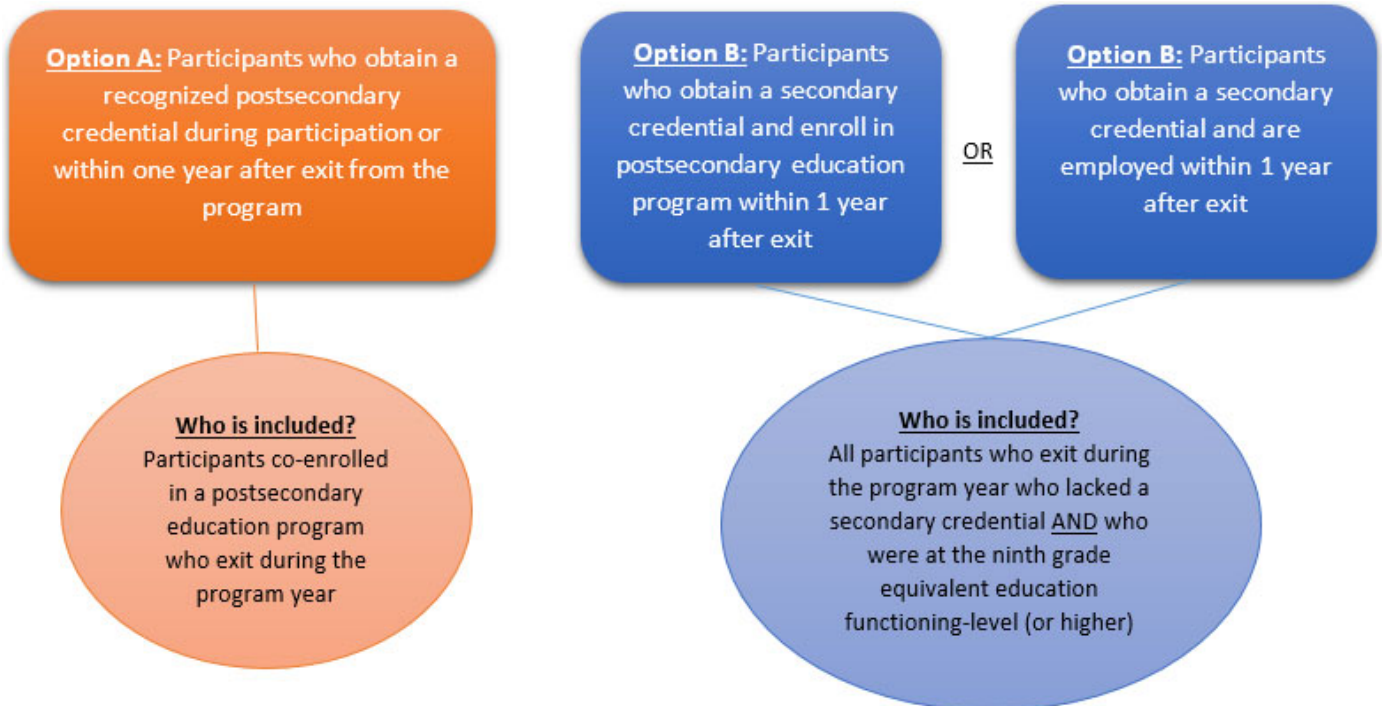 Option A: Participants who obtain a
recognized postsecondary
credential during participation or
within one year after exit from the
program
Option B: Participants
who obtain a secondary
credential and enroll in
postsecondary education
program within 1 year
after exit
OR
Option B: Participants
who obtain a secondary
credential and are
employed within 1 year
after exit
Who is included?
Participants co-enrolled
in a postsecondary
education program
who exit during the
program year
Who is included?
All participants who exit during
the program year who lacked a
secondary credential AND who
were at the ninth grade
equivalent education
functioning-level (or higher)